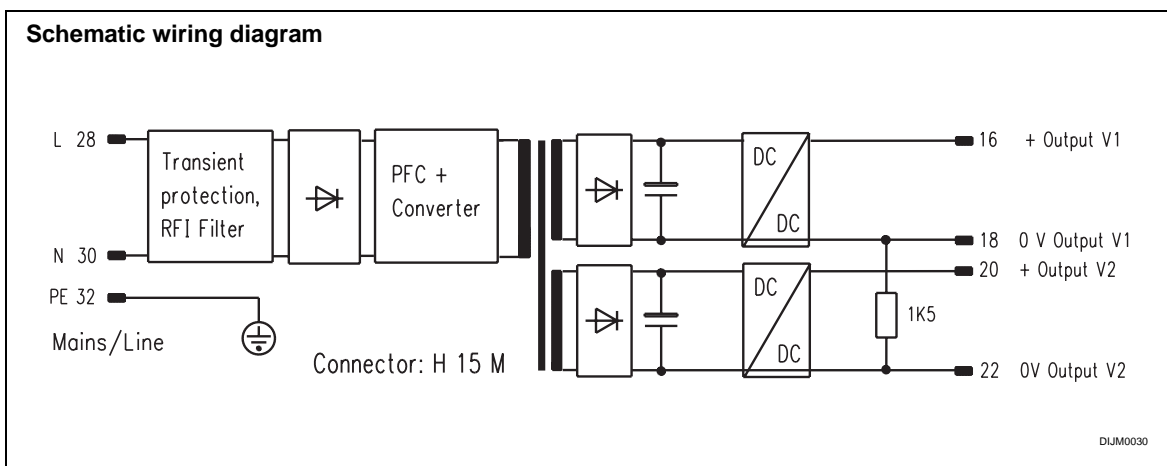 Schematic wiring diagram
L 28
N 30
PE 32
Mains/Line
Transient
protection,
RFI Filter
PFC +
Converter
Connector: H 15 M
DC
DC
DC
DC
16 + Output V1
18 0 V Output V1
20 + Output V2
1K5
22 0V Output V2
DIJM0030